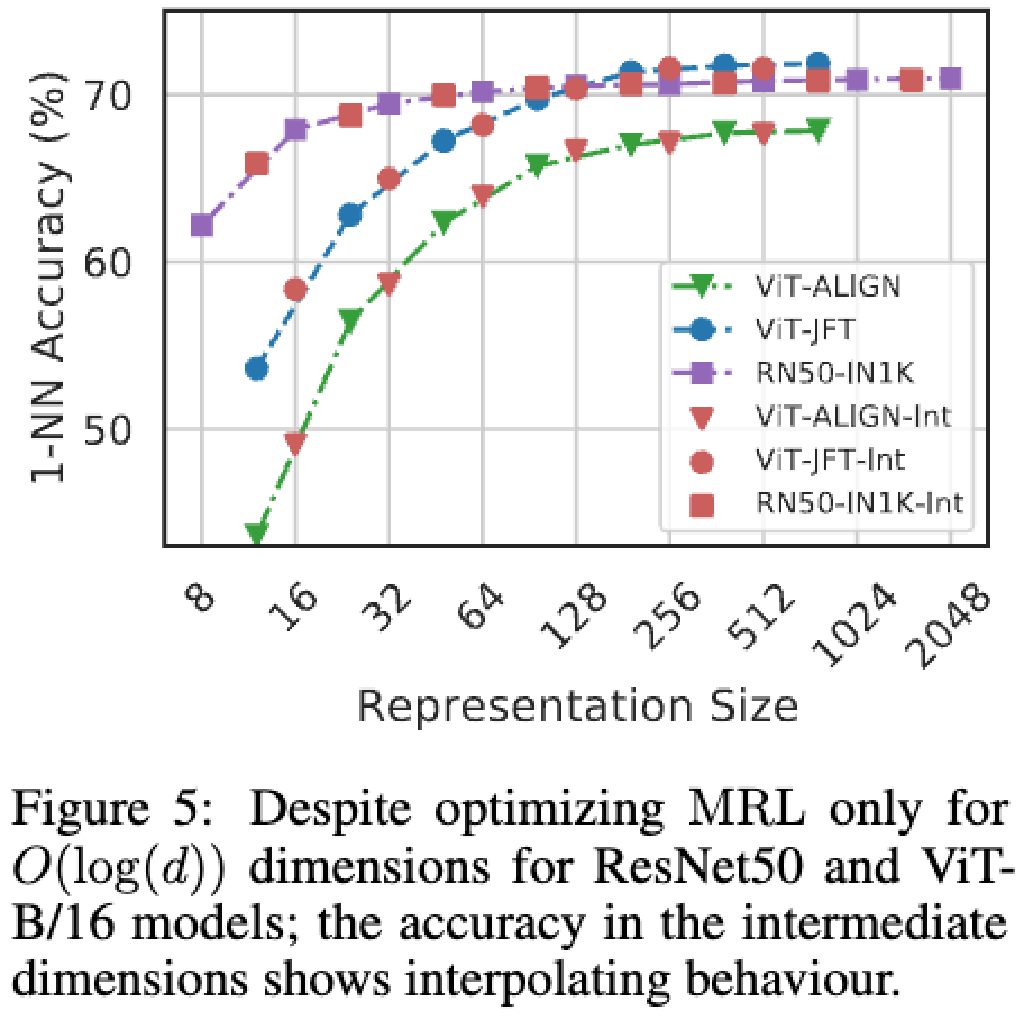 70
60
50
1-NN Accuracy (%)
ViT-ALIGN
ViT-JFT
RN50-IN1K
ViT-ALIGN-Int
ViT-JFT-Int
RN50-IN1K-Int
8
16
32
64
128
256
512
1024
2048
Representation Size
Figure 5: Despite optimizing MRL only for
O(log(d)) dimensions for ResNet50 and ViT-
B/16 models; the accuracy in the intermediate
dimensions shows interpolating behaviour.